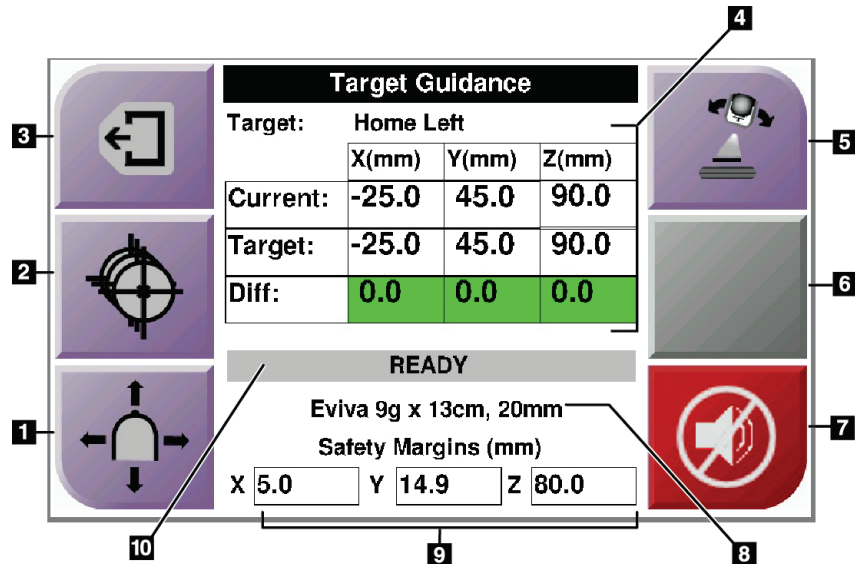 4
Target Guidance
3
Target: Home Left
5
X(mm) Y(mm) Z(mm)
Current: -25.0 45.0 90.0
Target: -25.0 45.0 90.0
2
6
Diff: 0.0 0.0 0.0
READY
Eviva 9g x 13cm, 20mm
1
7
Safety Margins (mm)
X 5.0 Y 14.9 Z 80.0
10
9
8